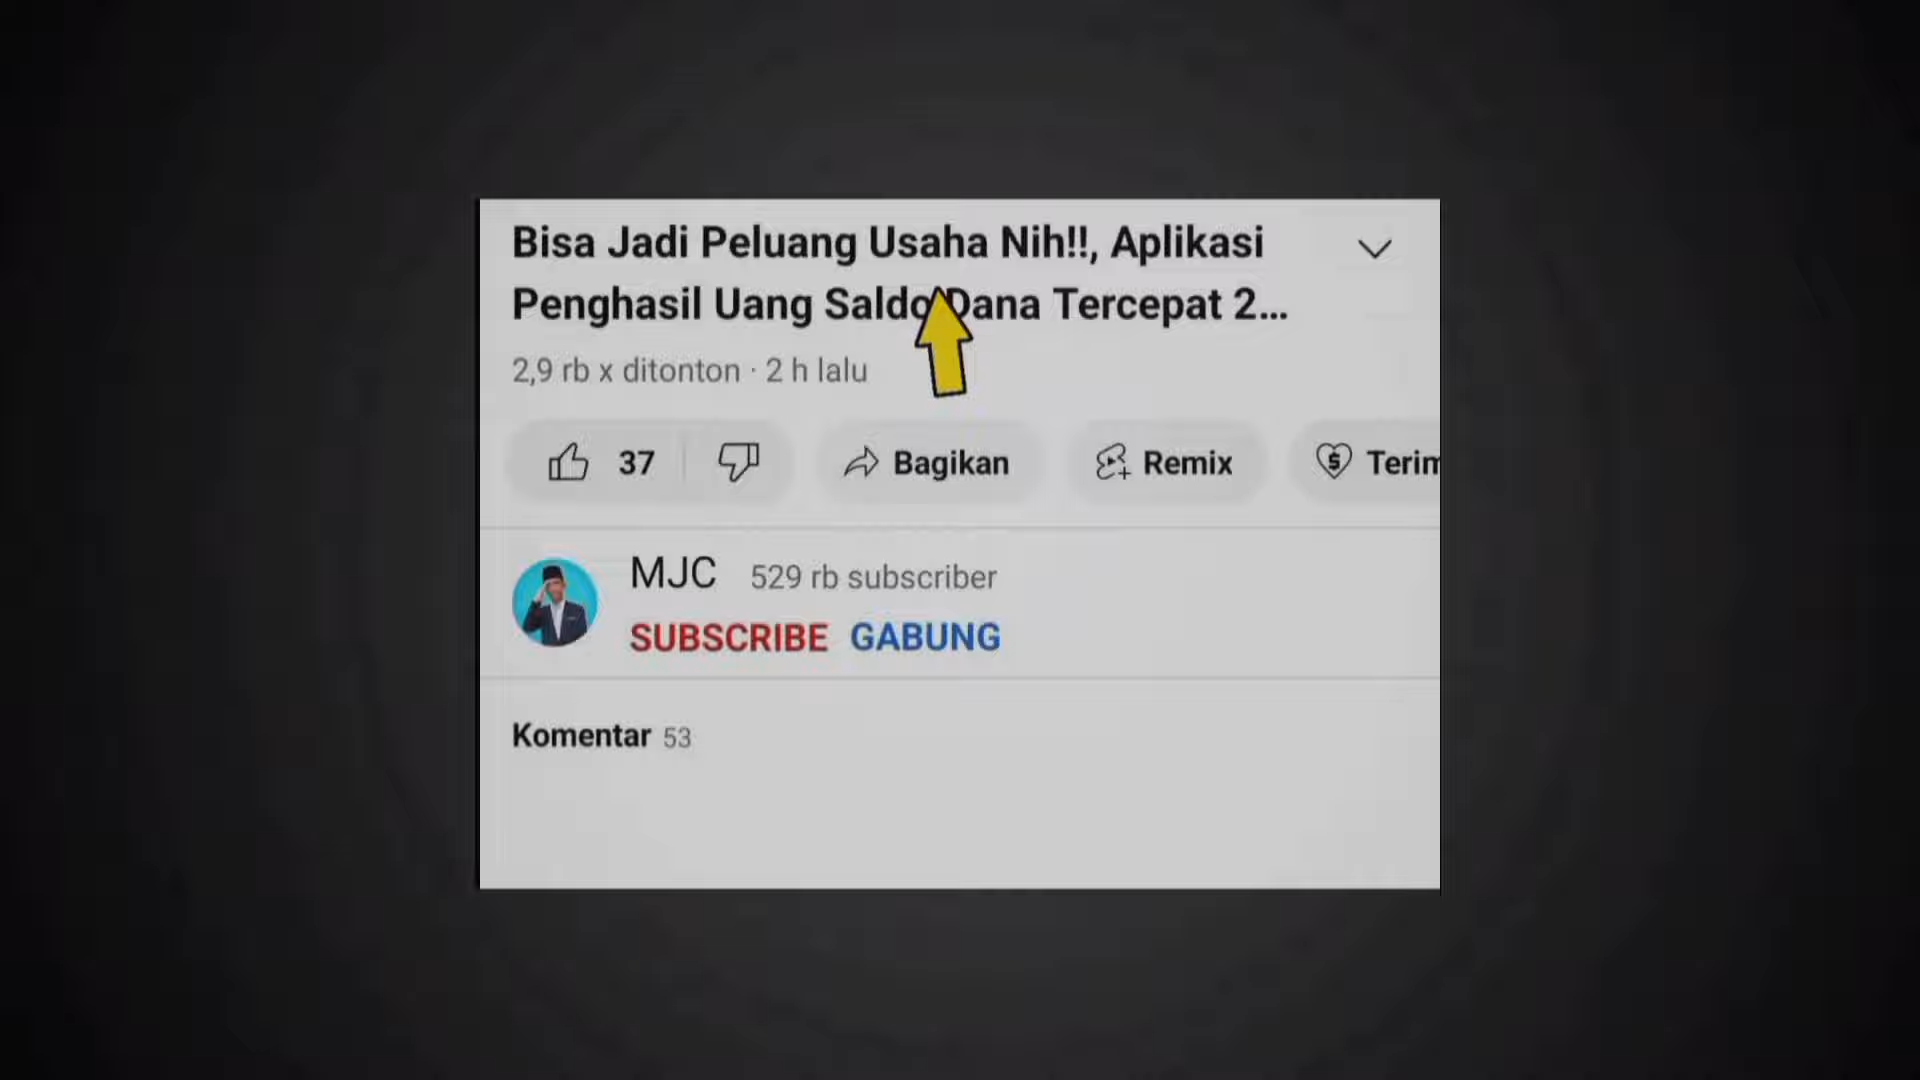 Bisa Jadi Peluang Usaha Nih!!, Aplikasi
Penghasil Uang Saldo Dana Tercepat 2...
2,9 rb x ditonton · 2 h lalu
37
Bagikan
Remix
Terim
MJC 529 rb subscriber
SUBSCRIBE GABUNG
Komentar 53